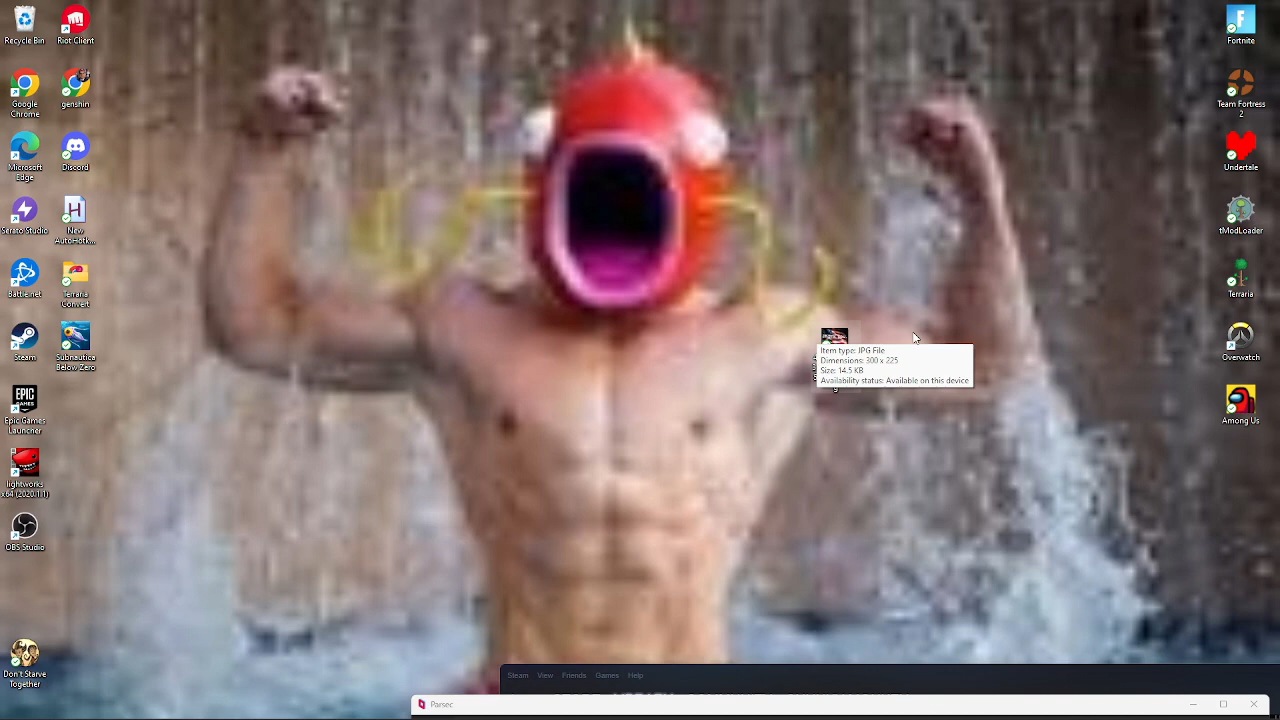 Recycle Bin
Riot Client
Google
Chrome
genshin
Microsoft
Edge
Discord
Serato Studio
New
AutoHotk...
Battle.net
Terraria
Convert
Steam
Subnautica
Below Zero
Epic Games
Launcher
lightworks
x64 (2020.1.1)
OBS Studio
Don't Starve
Together
Fortnite
Team Fortress
2
Undertale
tModLoader
Terraria
Overwatch
Among Us
Item type: JPG File
Dimensions: 300 x 225
Size: 14.5 KB
Availability status: Available on this device
Steam View Friends Games Help
Parsec